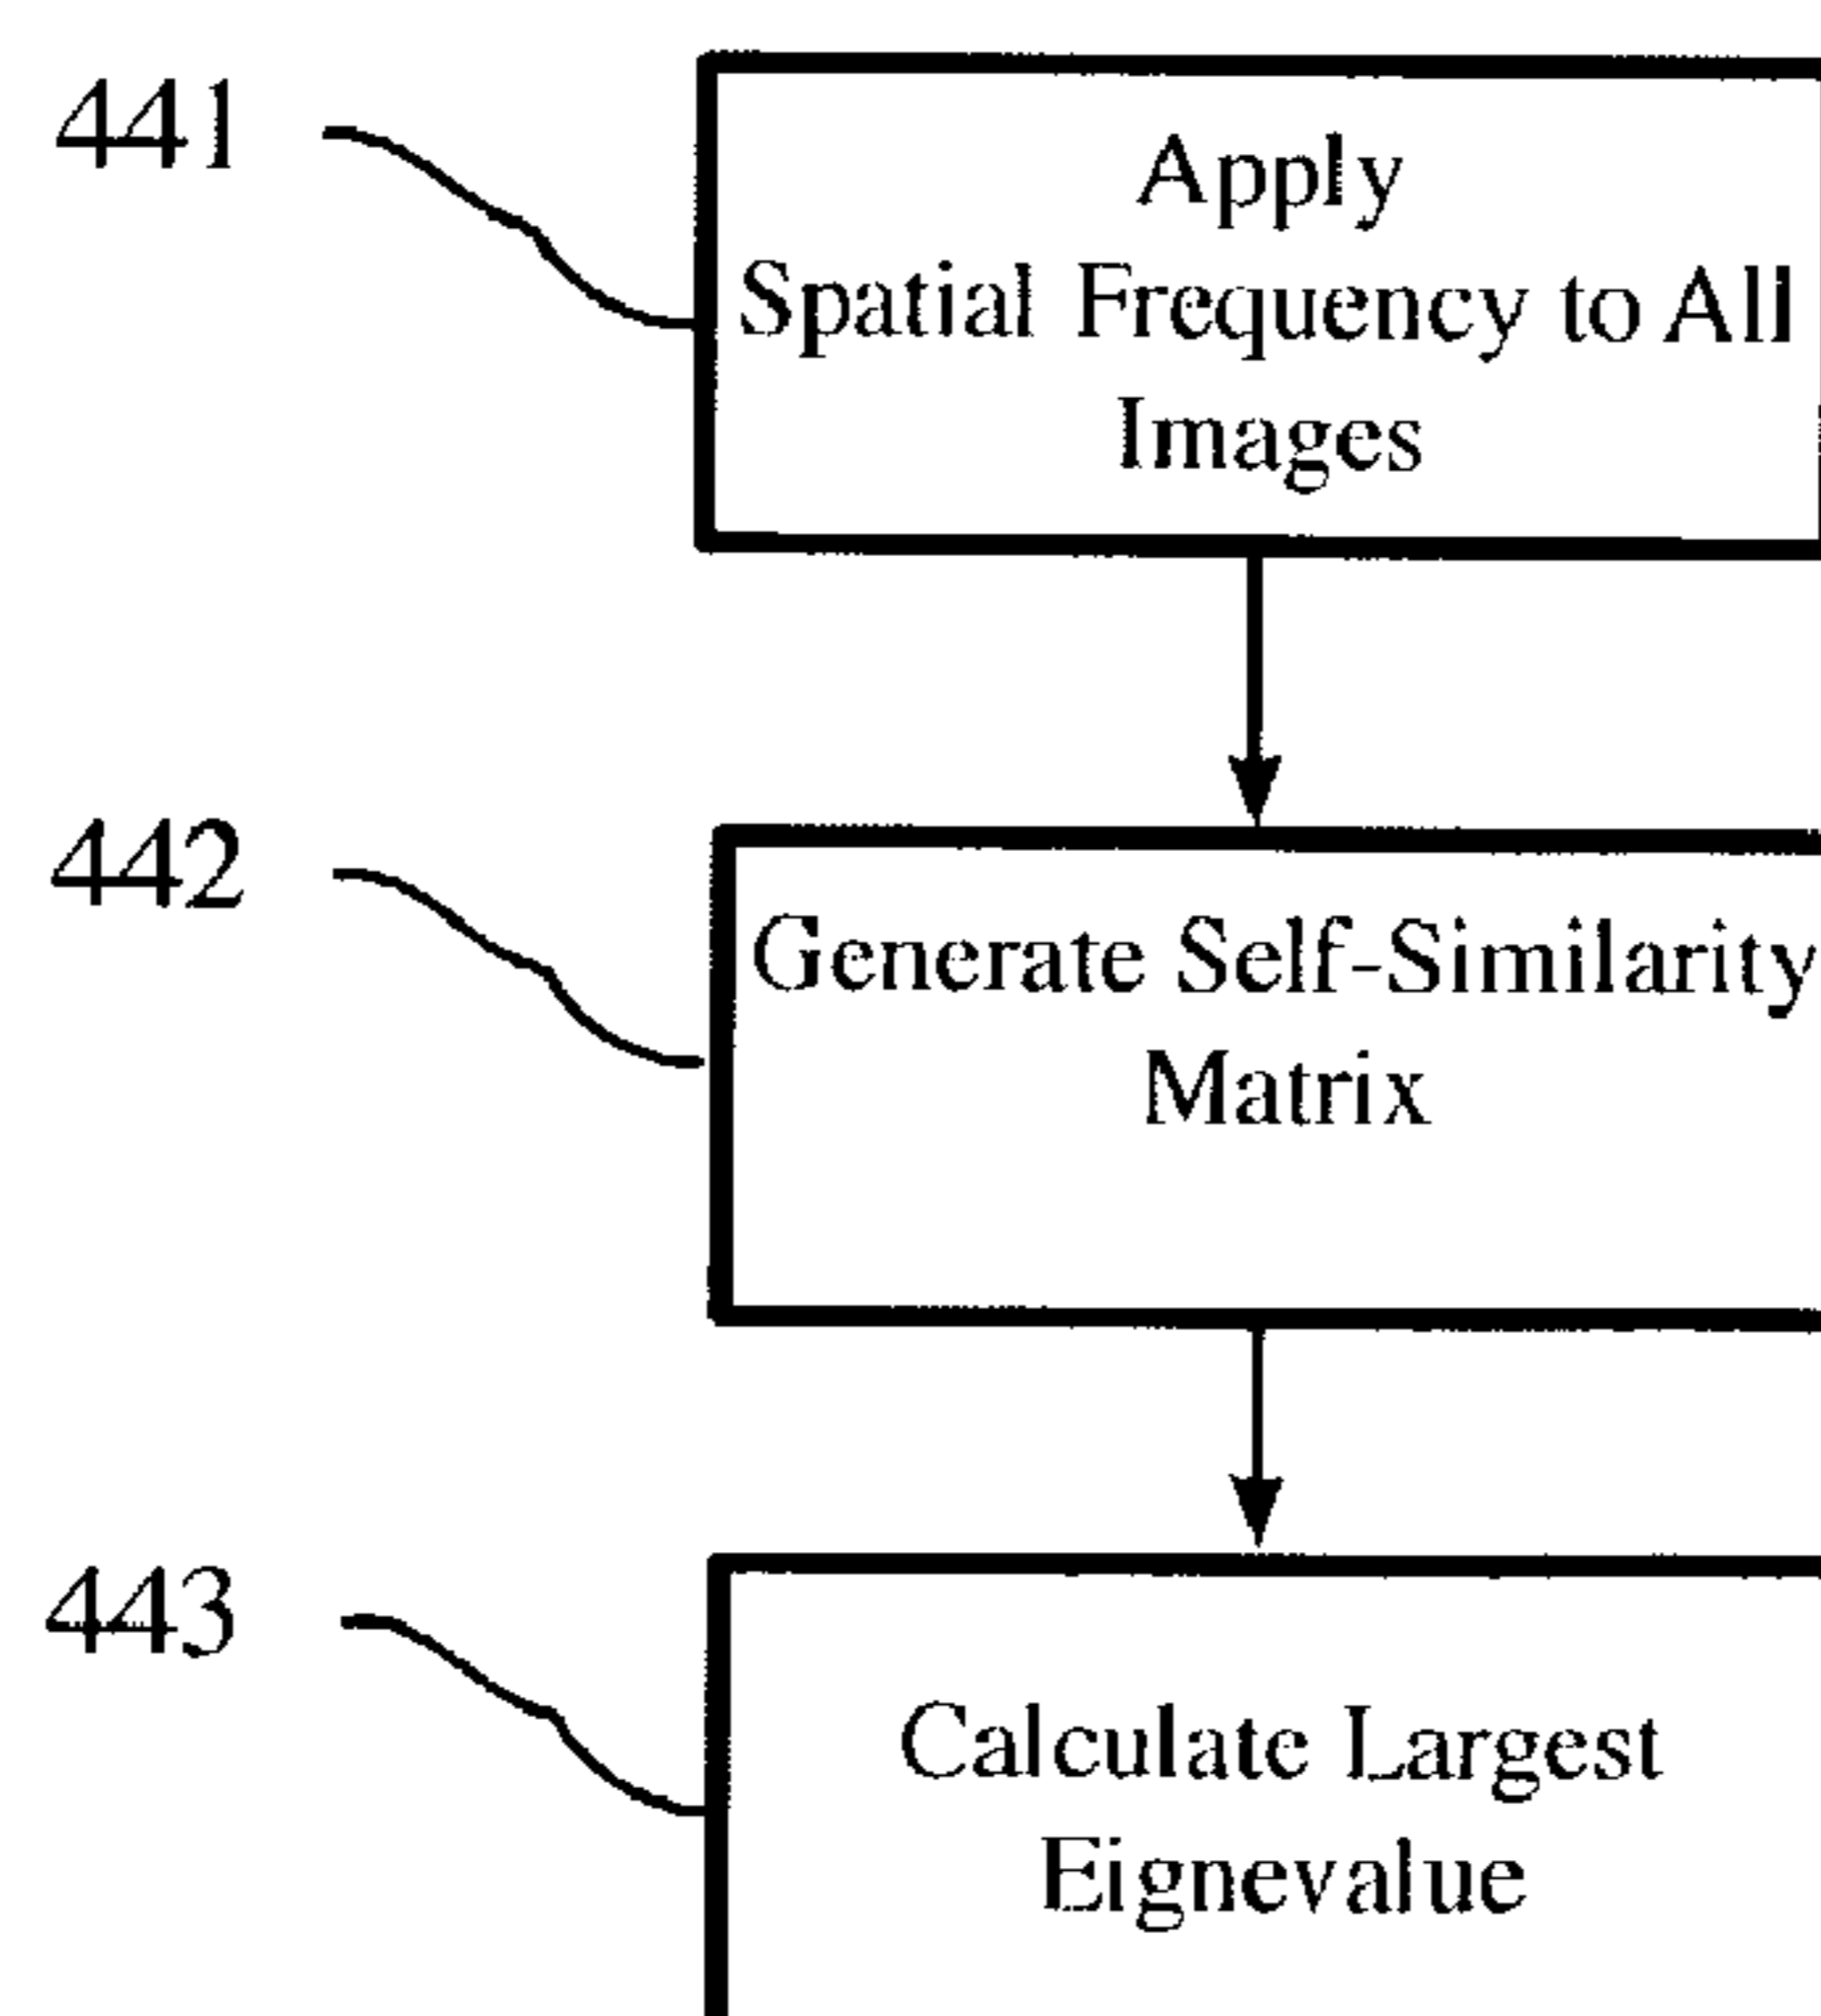 441
Apply
Spatial Frequency to All
Images
442
Generate Self-Similarity
Matrix
443
Calculate Largest
Eignevalue